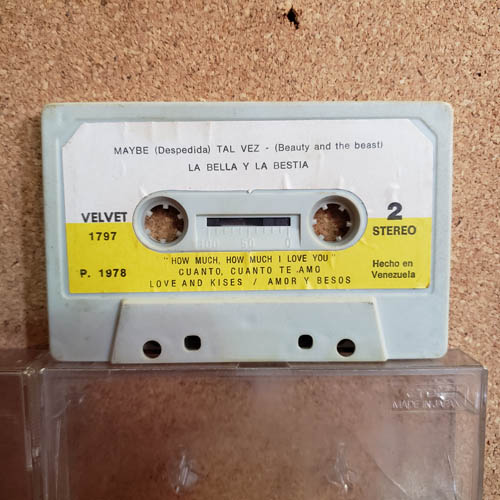 MAYBE (Despedida) TAL VEZ - (Beauty and the beast)
LA BELLA Y LA BESTIA
VELVET
1797
2
STEREO
100 50 0
P. 1978
" HOW MUCH, HOW MUCH I LOVE YOU "
CUANTO, CUANTO TE AMO
LOVE AND KISES / AMOR Y BESOS
Hecho en
Venezuela
MADE IN JAPAN